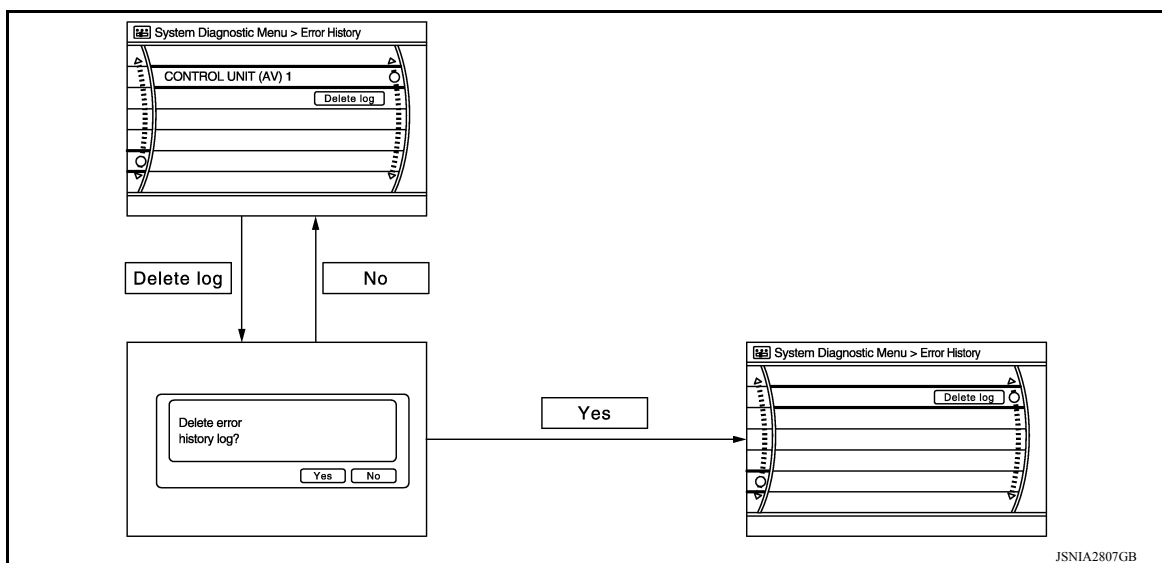 System Diagnostic Menu > Error History
CONTROL UNIT (AV) 1
Delete log
Delete log
No
Delete error
history log?
Yes
No
Yes
System Diagnostic Menu > Error History
Delete log
JSNIA2807GB